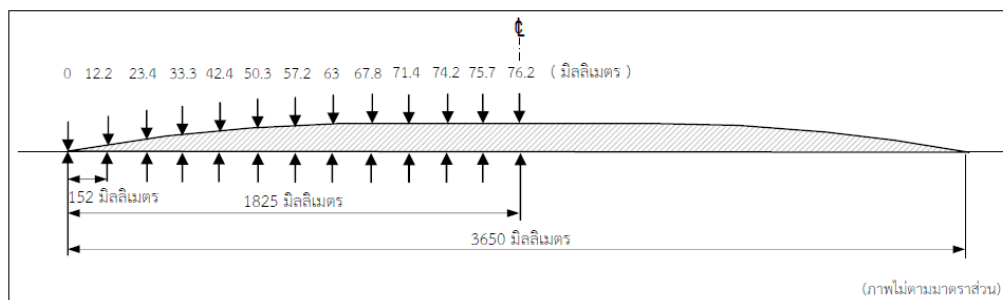 ℄
0 12.2 23.4 33.3 42.4 50.3 57.2 63 67.8 71.4 74.2 75.7 76.2 ( มิลลิเมตร )
152 มิลลิเมตร
1825 มิลลิเมตร
3650 มิลลิเมตร
(ภาพไม่ตามมาตราส่วน)